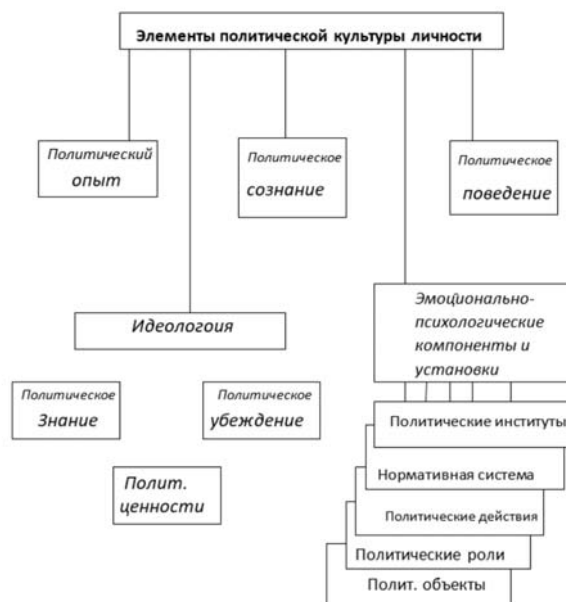 Элементы политической культуры личности
Политический
опыт
Политическое
сознание
Политическое
поведение
Идеологоия
Эмоционально-
психологические
компоненты и
установки
Политическое
Знание
Политическое
убеждение
Полит.
ценности
Политические институты
Нормативная система
Политические действия
Политические роли
Полит. объекты